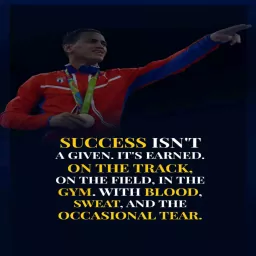 SUCCESS ISN'T
A GIVEN. IT'S EARNED.
ON THE TRACK,
ON THE FIELD, IN THE
GYM. WITH BLOOD,
SWEAT, AND THE
OCCASIONAL TEAR.